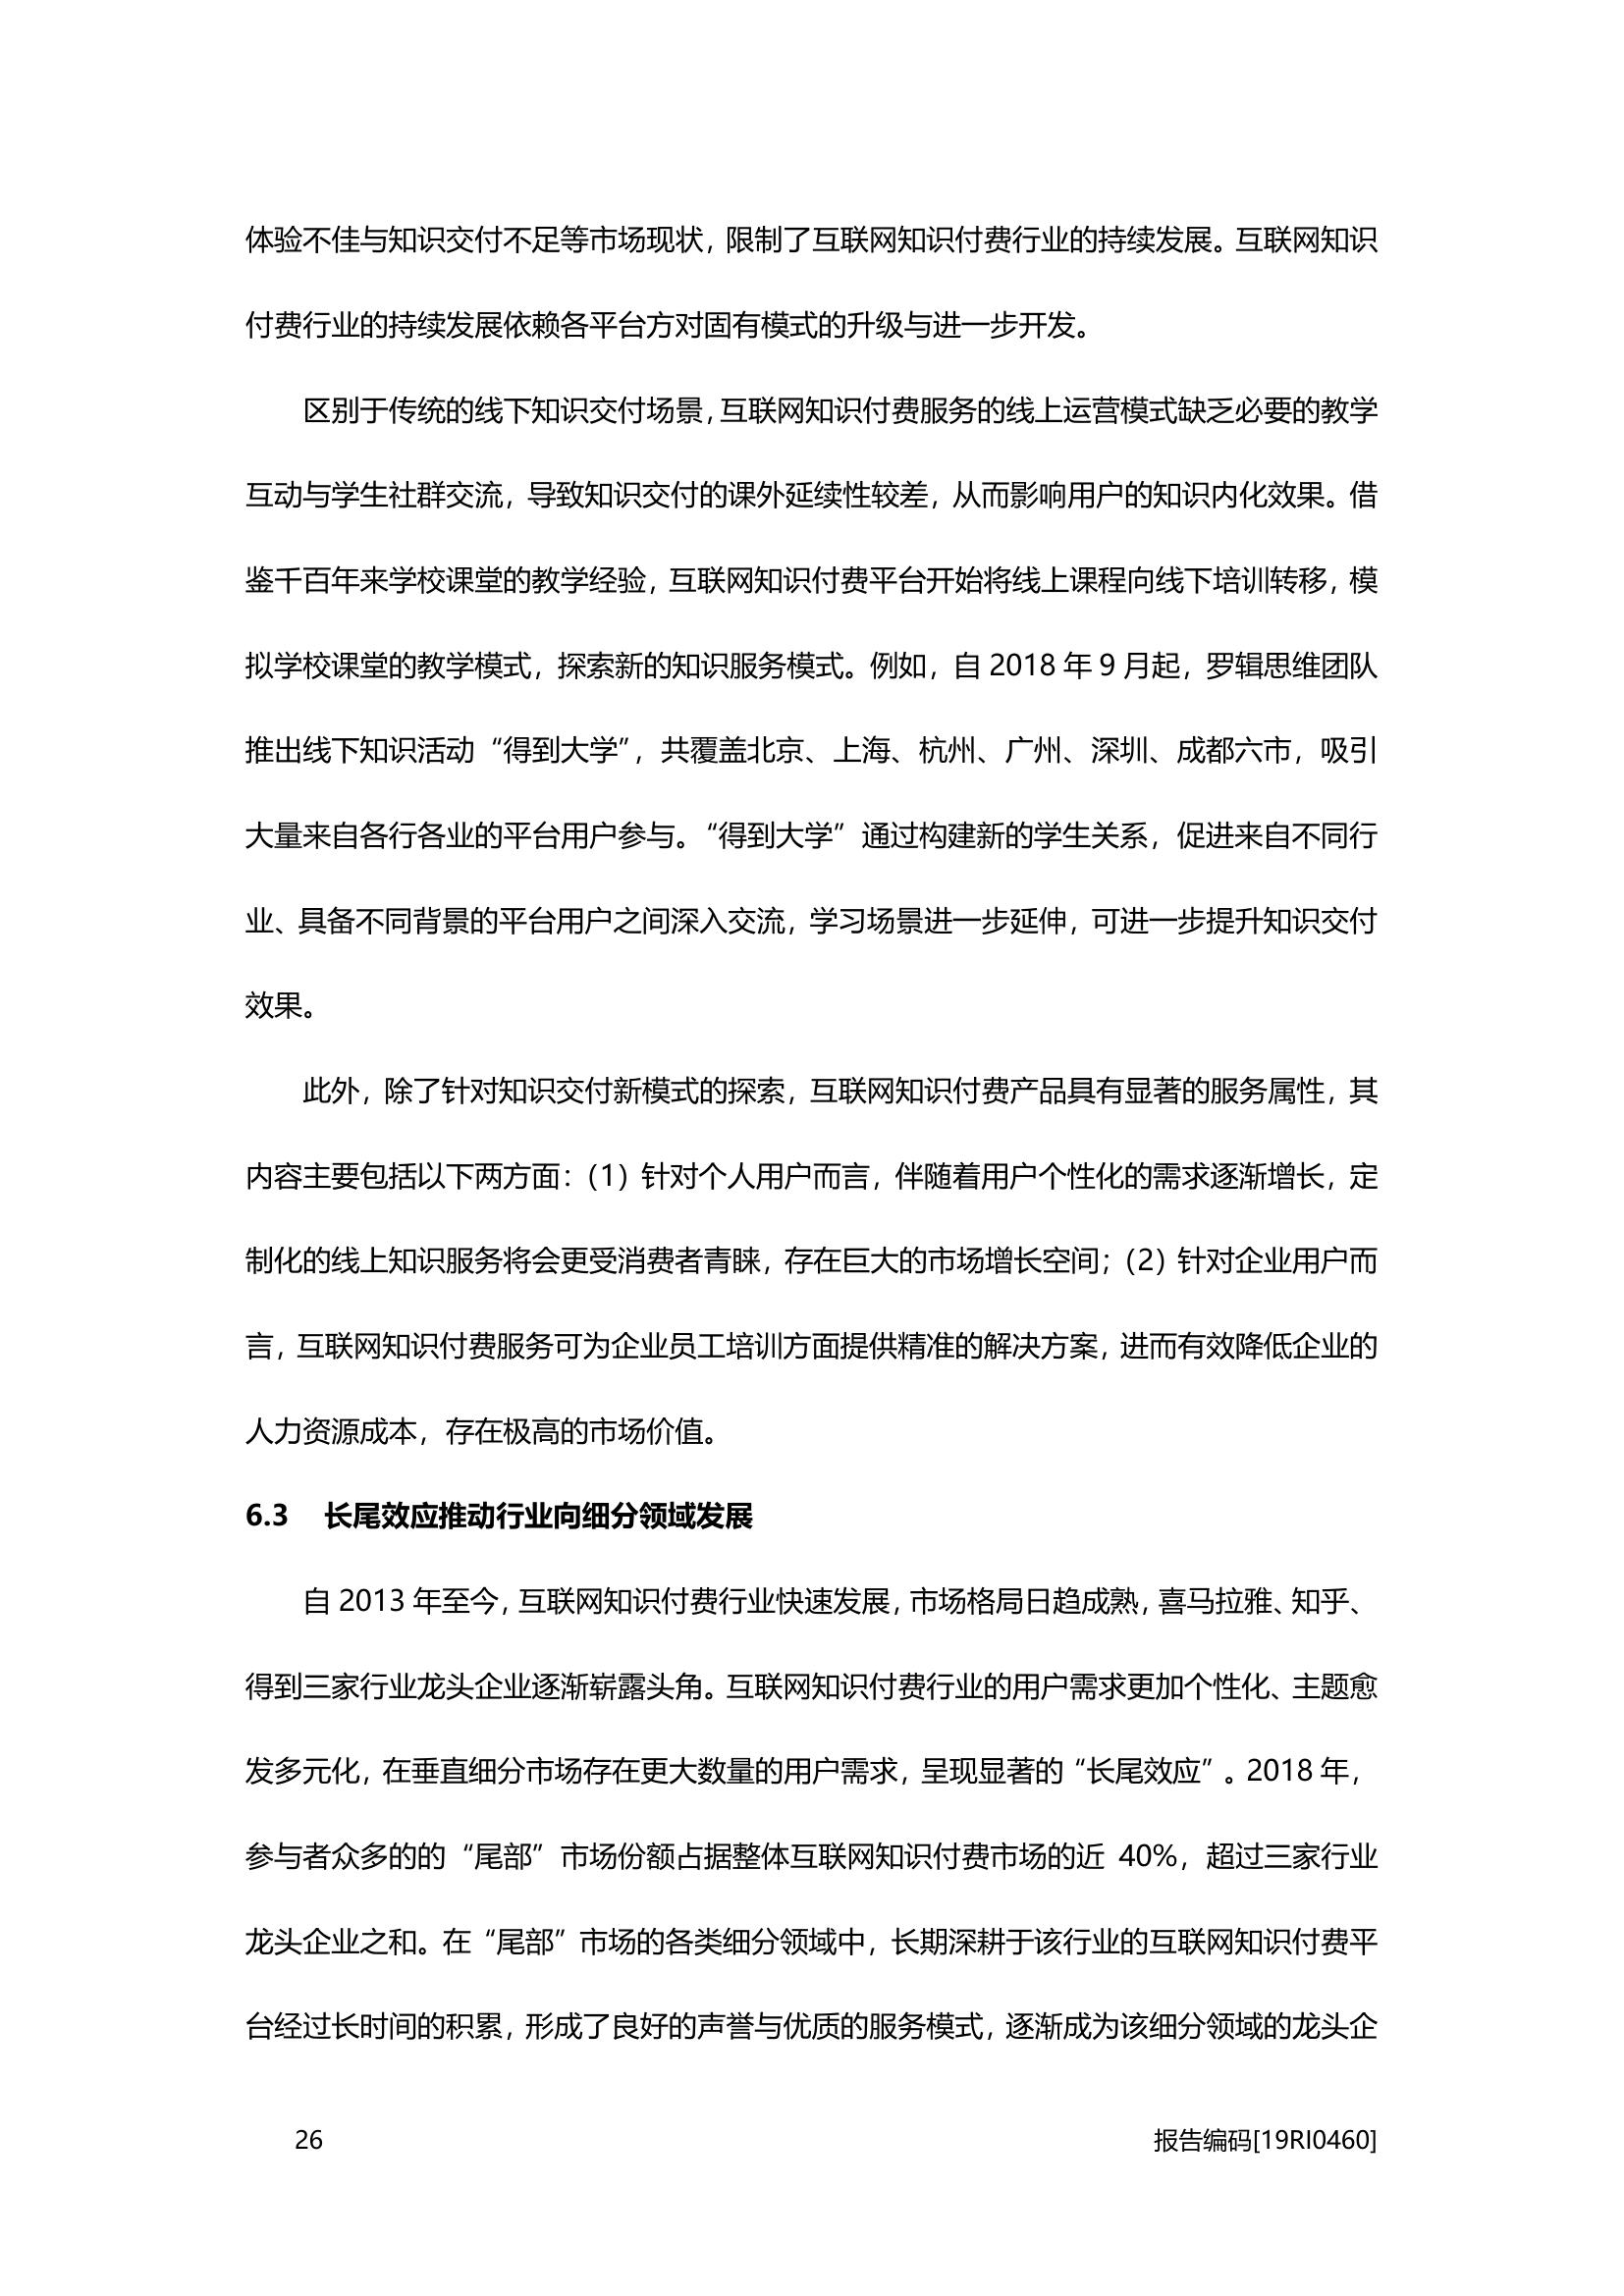 体验不佳与知识交付不足等市场现状，限制了互联网知识付费行业的持续发展。互联网知识
付费行业的持续发展依赖各平台方对固有模式的升级与进一步开发。
区别于传统的线下知识交付场景，互联网知识付费服务的线上运营模式缺乏必要的教学
互动与学生社群交流，导致知识交付的课外延续性较差，从而影响用户的知识内化效果。借
鉴千百年来学校课堂的教学经验，互联网知识付费平台开始将线上课程向线下培训转移，模
拟学校课堂的教学模式，探索新的知识服务模式。例如，自 2018 年 9 月起，罗辑思维团队
推出线下知识活动“得到大学”，共覆盖北京、上海、杭州、广州、深圳、成都六市，吸引
大量来自各行各业的平台用户参与。“得到大学”通过构建新的学生关系，促进来自不同行
业、具备不同背景的平台用户之间深入交流，学习场景进一步延伸，可进一步提升知识交付
效果。
此外，除了针对知识交付新模式的探索，互联网知识付费产品具有显著的服务属性，其
内容主要包括以下两方面：（1）针对个人用户而言，伴随着用户个性化的需求逐渐增长，定
制化的线上知识服务将会更受消费者青睐，存在巨大的市场增长空间；（2）针对企业用户而
言，互联网知识付费服务可为企业员工培训方面提供精准的解决方案，进而有效降低企业的
人力资源成本，存在极高的市场价值。
6.3 长尾效应推动行业向细分领域发展
自 2013 年至今，互联网知识付费行业快速发展，市场格局日趋成熟，喜马拉雅、知乎、
得到三家行业龙头企业逐渐崭露头角。互联网知识付费行业的用户需求更加个性化、主题愈
发多元化，在垂直细分市场存在更大数量的用户需求，呈现显著的“长尾效应”。2018 年，
参与者众多的的“尾部”市场份额占据整体互联网知识付费市场的近 40%，超过三家行业
龙头企业之和。在“尾部”市场的各类细分领域中，长期深耕于该行业的互联网知识付费平
台经过长时间的积累，形成了良好的声誉与优质的服务模式，逐渐成为该细分领域的龙头企
26 报告编码[19RI0460]